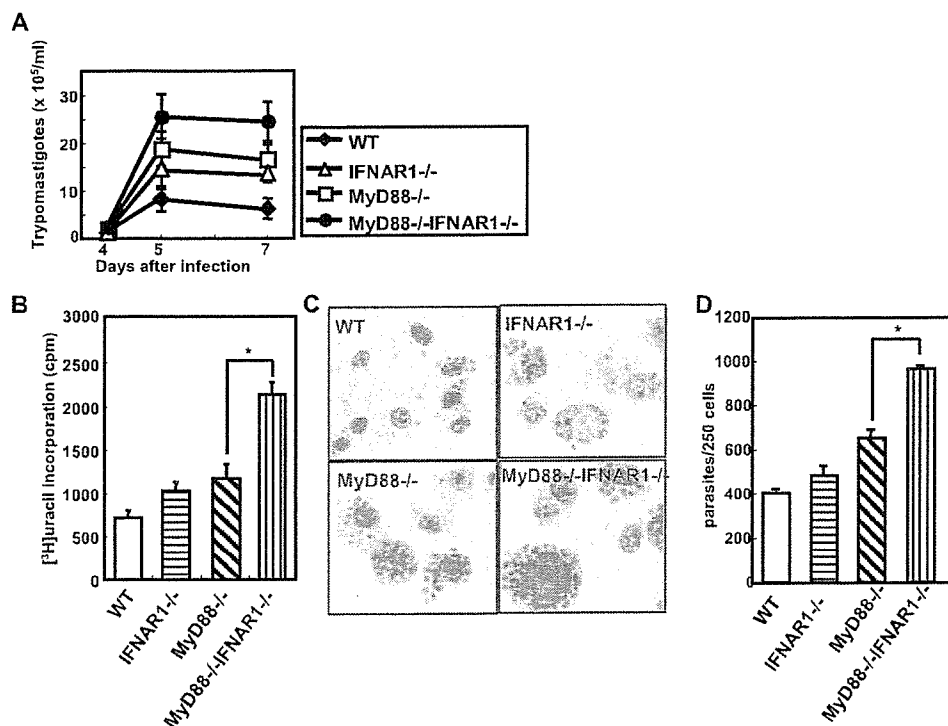 A
Trypomastigotes (x 10⁵/ml)
30
20
10
0
4
5
7
Days after infection
WT
IFNAR1-/-
MyD88-/-
MyD88-/-IFNAR1-/-
B
[³H]uracil incorporation (cpm)
3000
2500
2000
1500
1000
500
0
*
WT
IFNAR1-/-
MyD88-/-
MyD88-/-IFNAR1-/-
C
WT
IFNAR1-/-
MyD88-/-
MyD88-/-IFNAR1-/-
D
parasites/250 cells
1200
1000
800
600
400
200
0
*
WT
IFNAR1-/-
MyD88-/-
MyD88-/-IFNAR1-/-